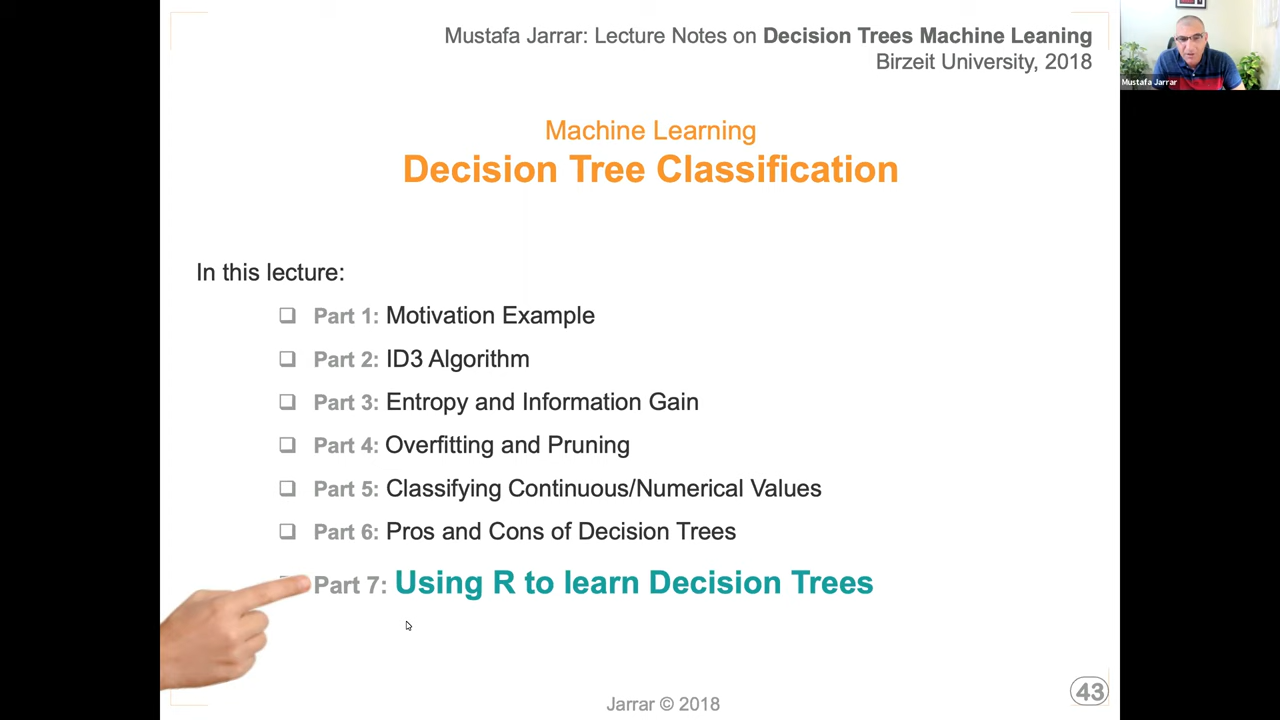 Mustafa Jarrar: Lecture Notes on Decision Trees Machine Leaning
Birzeit University, 2018
Mustafa Jarrar
Machine Learning
Decision Tree Classification
In this lecture:
Part 1: Motivation Example
Part 2: ID3 Algorithm
Part 3: Entropy and Information Gain
Part 4: Overfitting and Pruning
Part 5: Classifying Continuous/Numerical Values
Part 6: Pros and Cons of Decision Trees
Part 7: Using R to learn Decision Trees
Jarrar © 2018
43